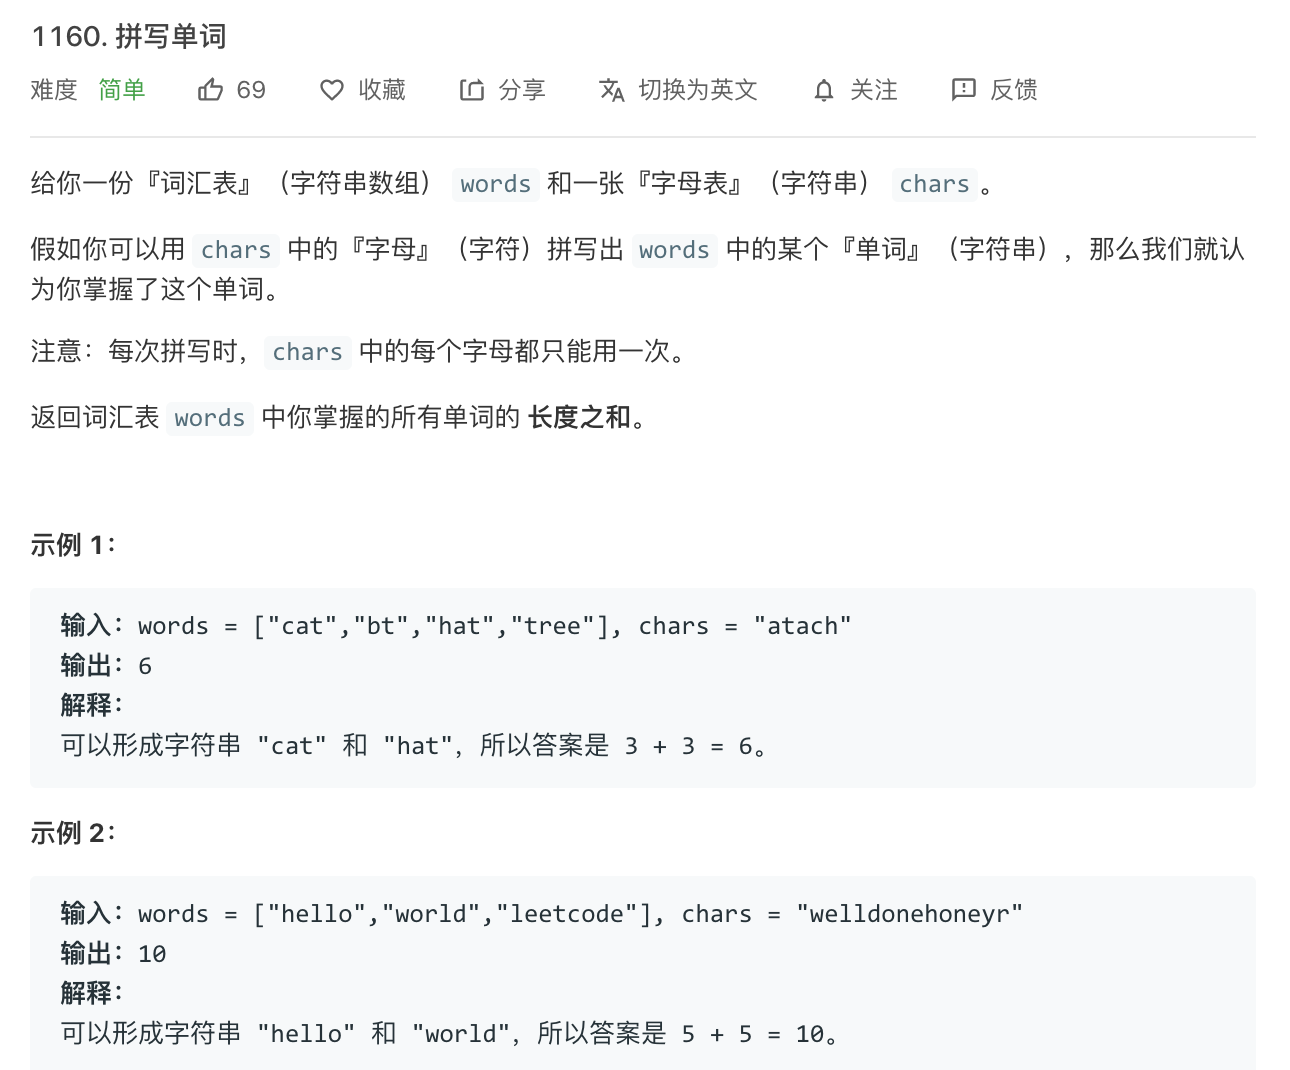 1160. 拼写单词
难度 简单 69 收藏 分享 切换为英文 关注 反馈
给你一份『词汇表』（字符串数组） words 和一张『字母表』（字符串） chars 。
假如你可以用 chars 中的『字母』（字符）拼写出 words 中的某个『单词』（字符串），那么我们就认
为你掌握了这个单词。
注意：每次拼写时，chars 中的每个字母都只能用一次。
返回词汇表 words 中你掌握的所有单词的 长度之和。
示例 1：
输入：words = ["cat","bt","hat","tree"], chars = "atach"
输出：6
解释：
可以形成字符串 "cat" 和 "hat"，所以答案是 3 + 3 = 6。
示例 2：
输入：words = ["hello","world","leetcode"], chars = "welldonehoneyr"
输出：10
解释：
可以形成字符串 "hello" 和 "world"，所以答案是 5 + 5 = 10。